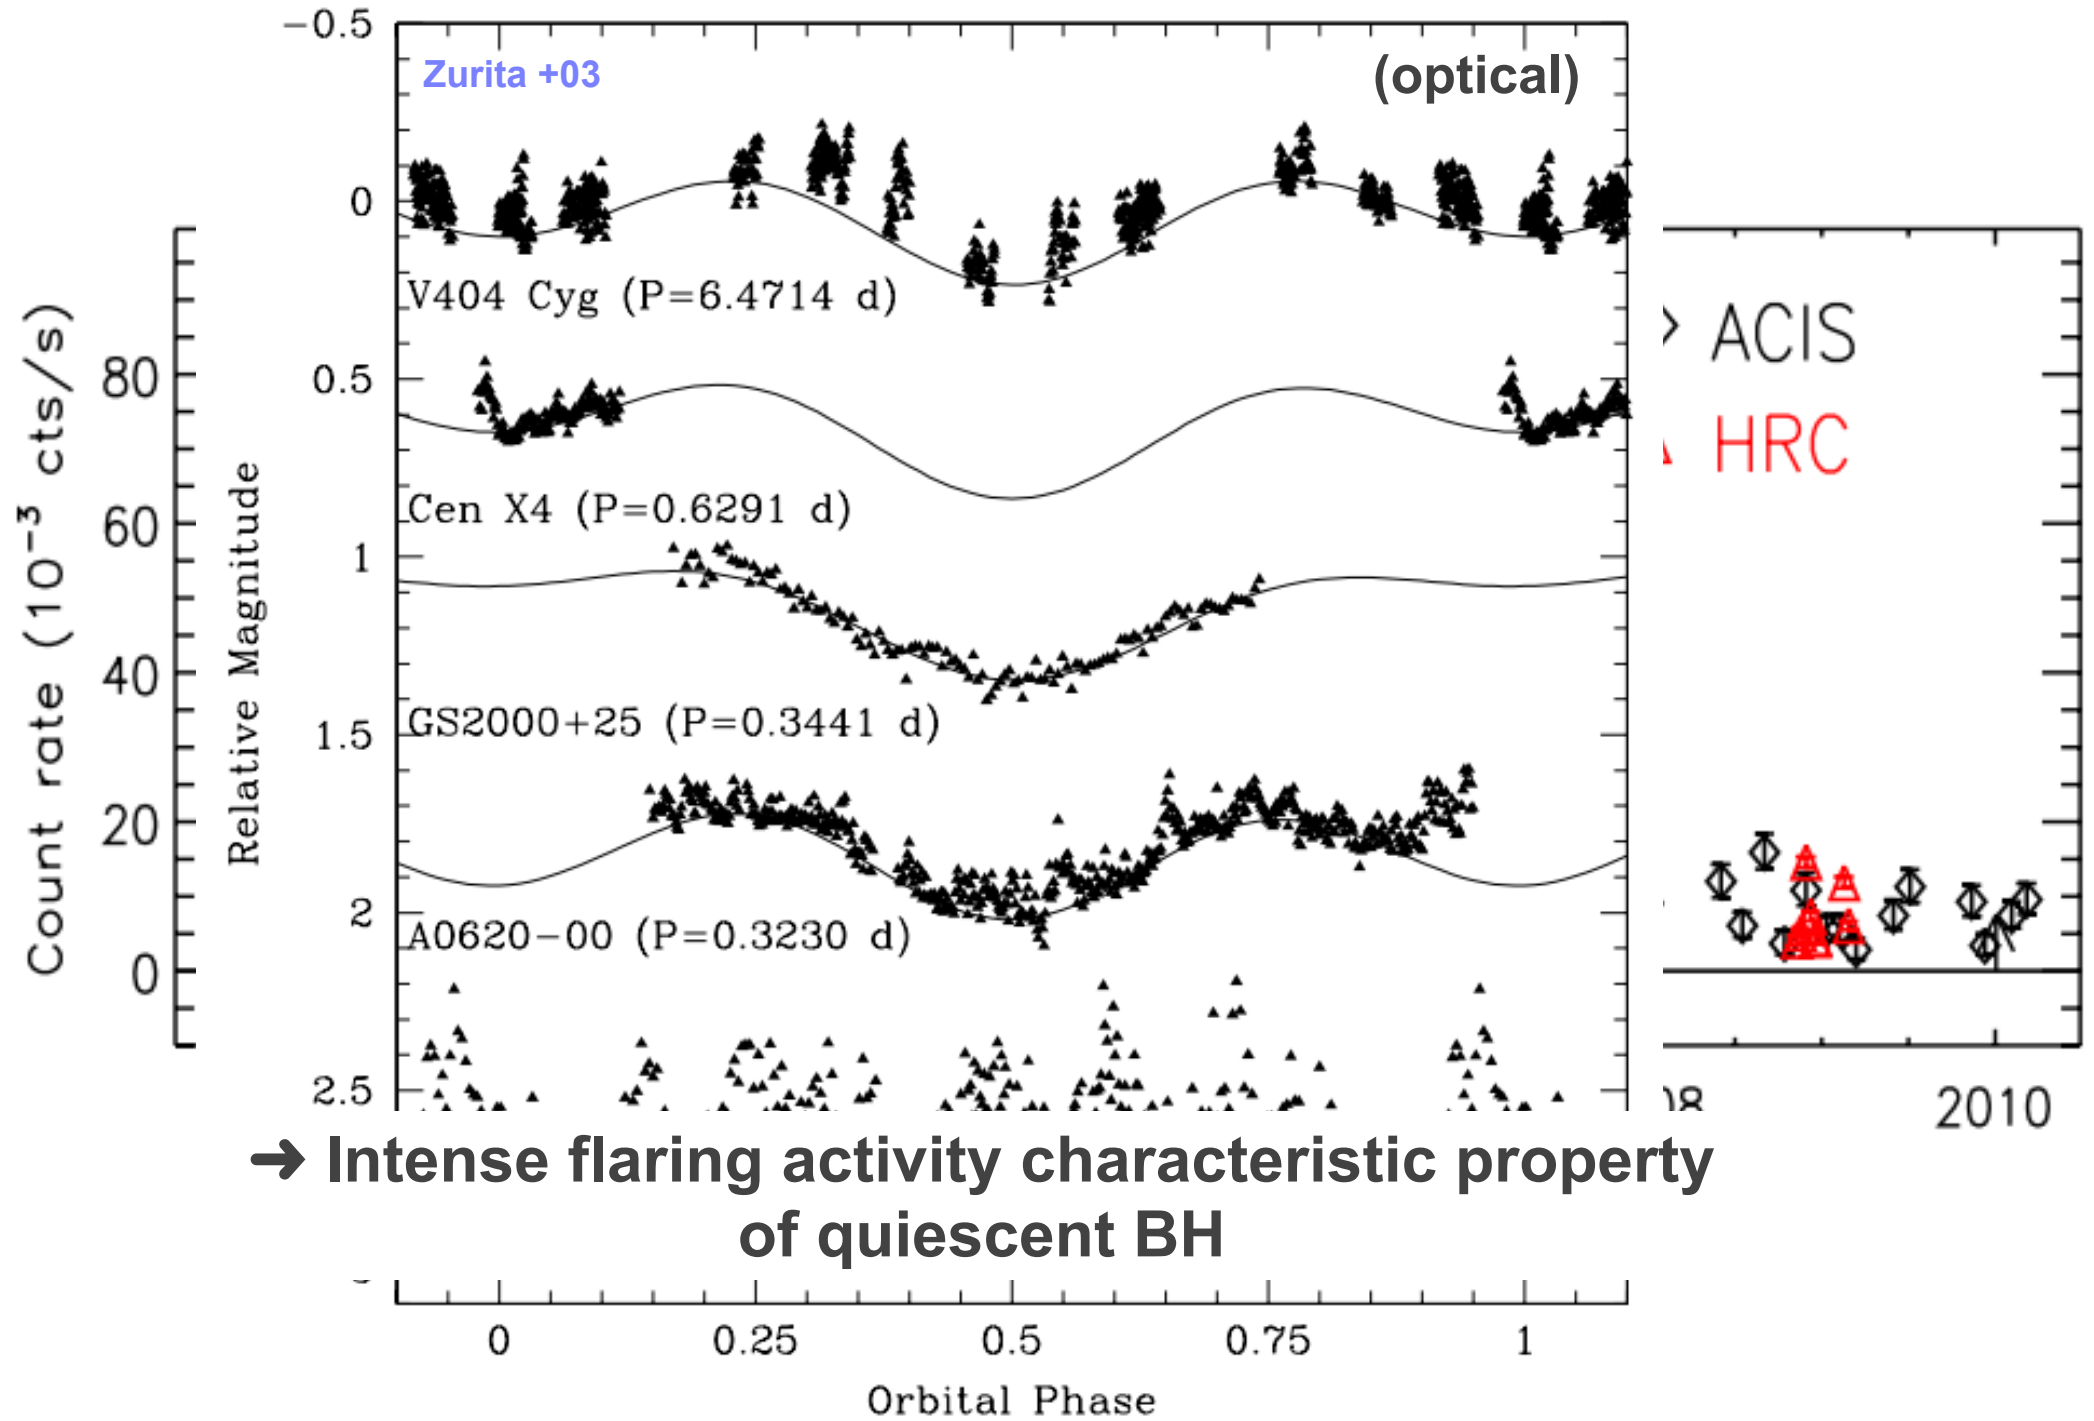 −0.5
Zurita +03
(optical)
0
V404 Cyg (P=6.4714 d)
ACIS
80
0.5
HRC
Count rate (10⁻³ cts/s)
Relative Magnitude
Cen X4 (P=0.6291 d)
60
1
40
GS2000+25 (P=0.3441 d)
1.5
20
2
A0620−00 (P=0.3230 d)
0
2.5
2010
➜ Intense flaring activity characteristic property
of quiescent BH
0 0.25 0.5 0.75 1
Orbital Phase